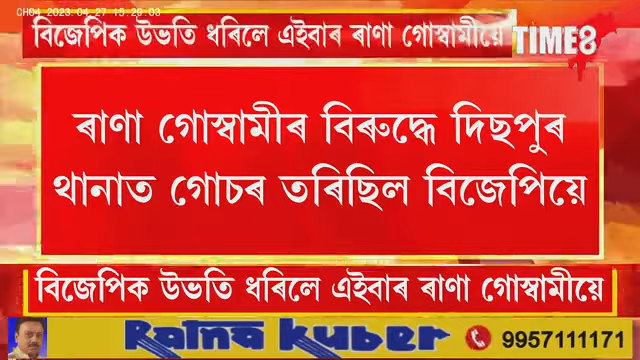 CH04 2023.04.27 15:28:03
বিজেপিক উভতি ধৰিলে এইবাৰ ৰাণা গোস্বামীয়ে
TIME8
ৰাণা গোস্বামীৰ বিৰুদ্ধে দিছপুৰ
থানাত গোচৰ তৰিছিল বিজেপিয়ে
বিজেপিক উভতি ধৰিলে এইবাৰ ৰাণা গোস্বামীয়ে
Ratna Kuber 9957111171